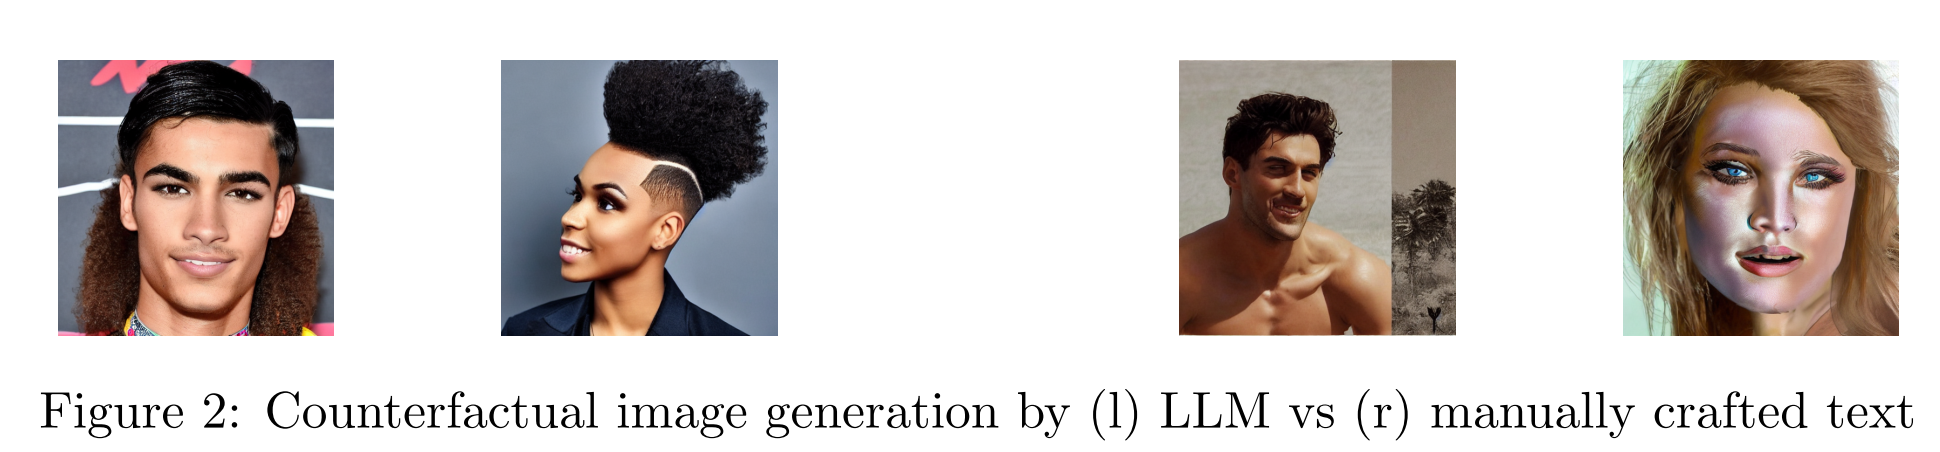 Figure 2: Counterfactual image generation by (l) LLM vs (r) manually crafted text